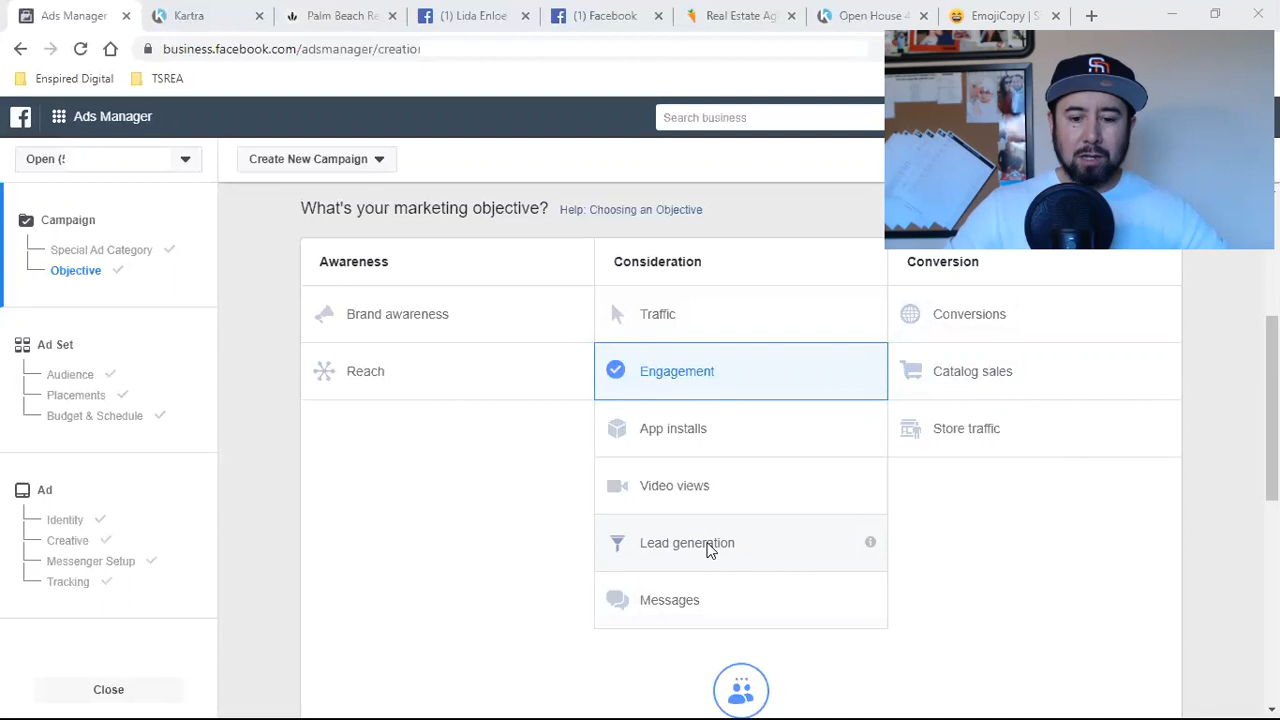 Ads Manager
Kartra
Palm Beach Re
(1) Lida Enloe
(1) Facebook
Real Estate Ag
Open House 4
EmojiCopy | S
business.facebook.com/adsmanager/creation
Enspired Digital
TSREA
Ads Manager
Search business
Open (!
Create New Campaign
Campaign
Special Ad Category
Objective
Ad Set
Audience
Placements
Budget & Schedule
Ad
Identity
Creative
Messenger Setup
Tracking
Close
What's your marketing objective? Help: Choosing an Objective
Awareness
Consideration
Conversion
Brand awareness
Traffic
Conversions
Reach
Engagement
Catalog sales
App installs
Store traffic
Video views
Lead generation
Messages